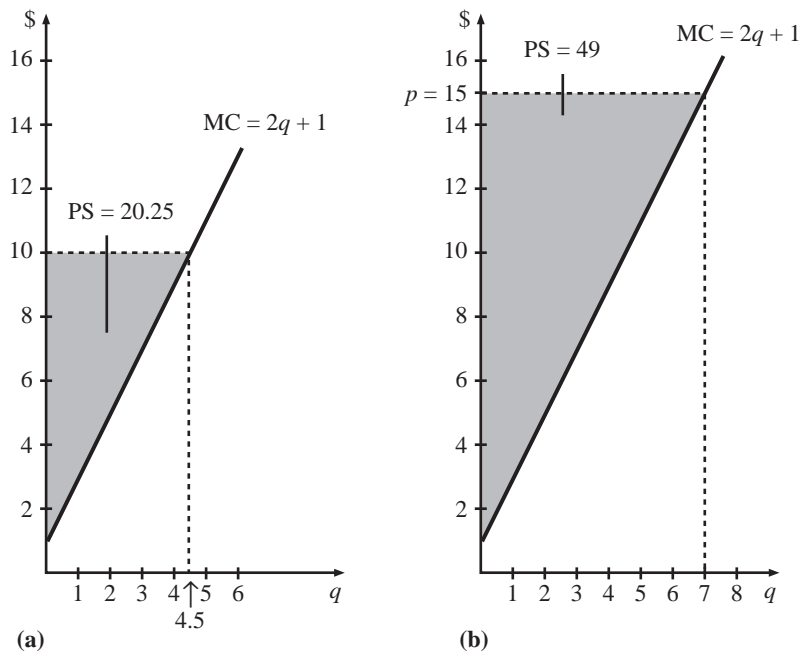 $
16
14
12
10
8
6
4
2
PS = 20.25
MC = 2q + 1
1 2 3 4 5 6 q
4.5
(a)
$
16
p = 15
14
12
10
8
6
4
2
PS = 49
MC = 2q + 1
1 2 3 4 5 6 7 8 q
(b)